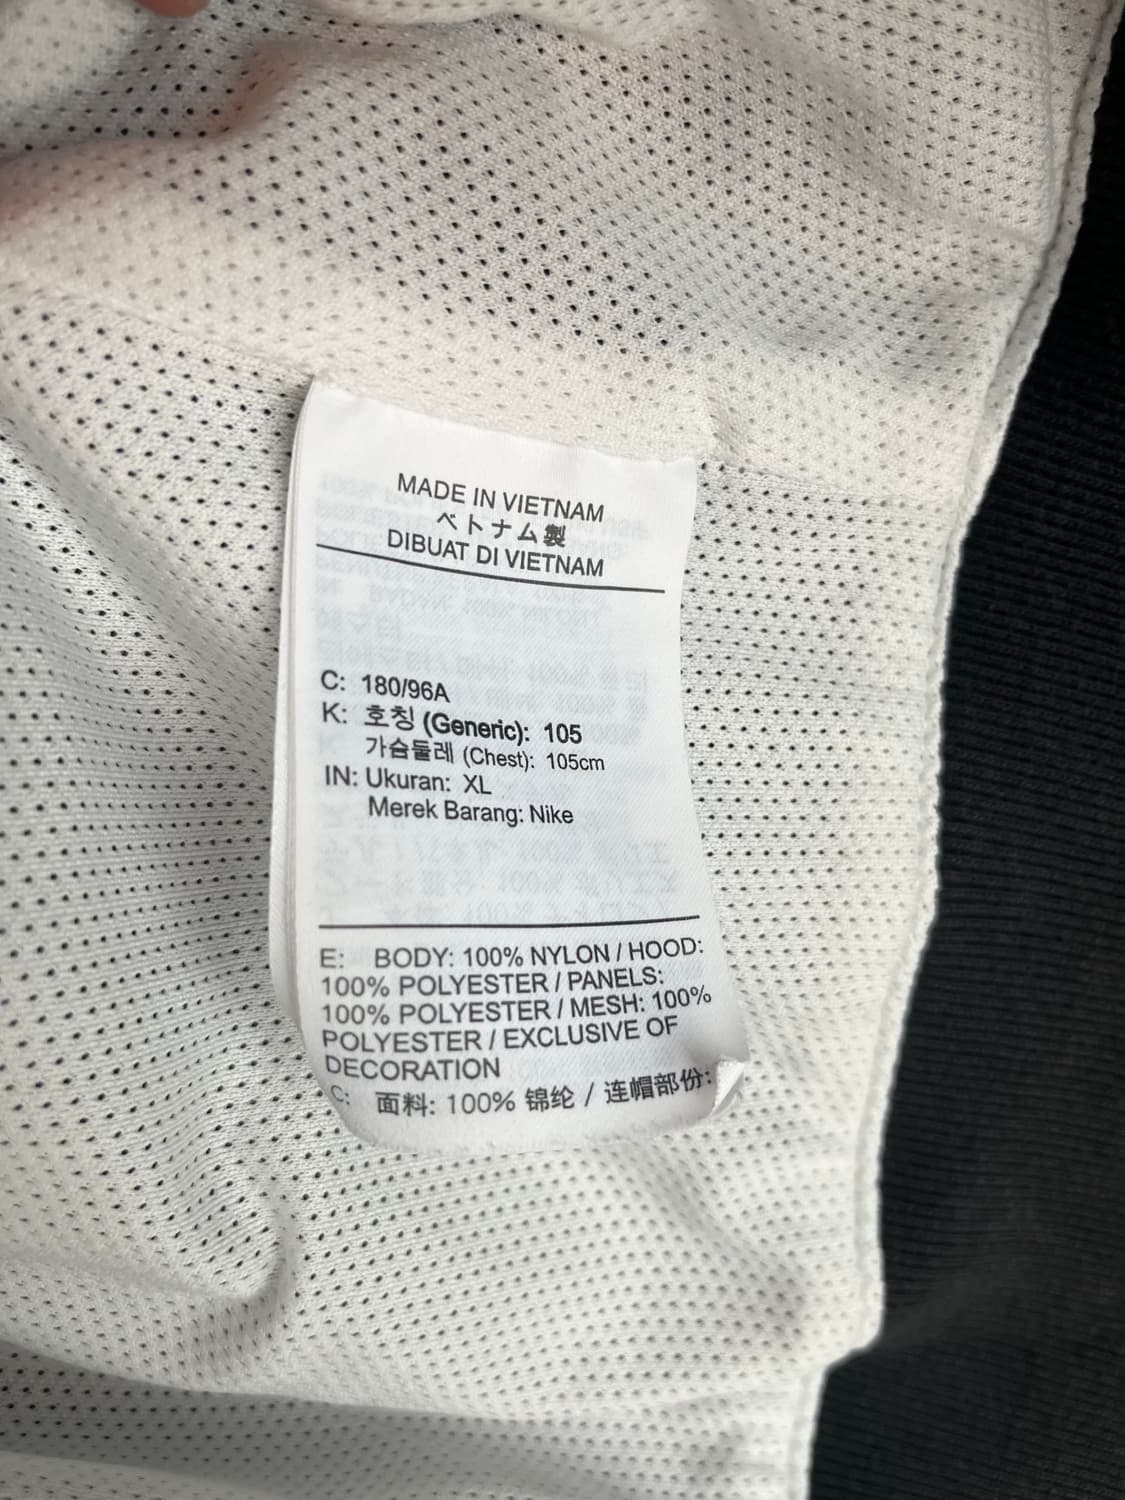 MADE IN VIETNAM
ベトナム製
DIBUAT DI VIETNAM
C: 180/96A
K: 호칭 (Generic): 105
가슴둘레 (Chest): 105cm
IN: Ukuran: XL
Merek Barang: Nike
E: BODY: 100% NYLON / HOOD:
100% POLYESTER / PANELS:
100% POLYESTER / MESH: 100%
POLYESTER / EXCLUSIVE OF
DECORATION
C: 面料: 100% 锦纶 / 连帽部份: